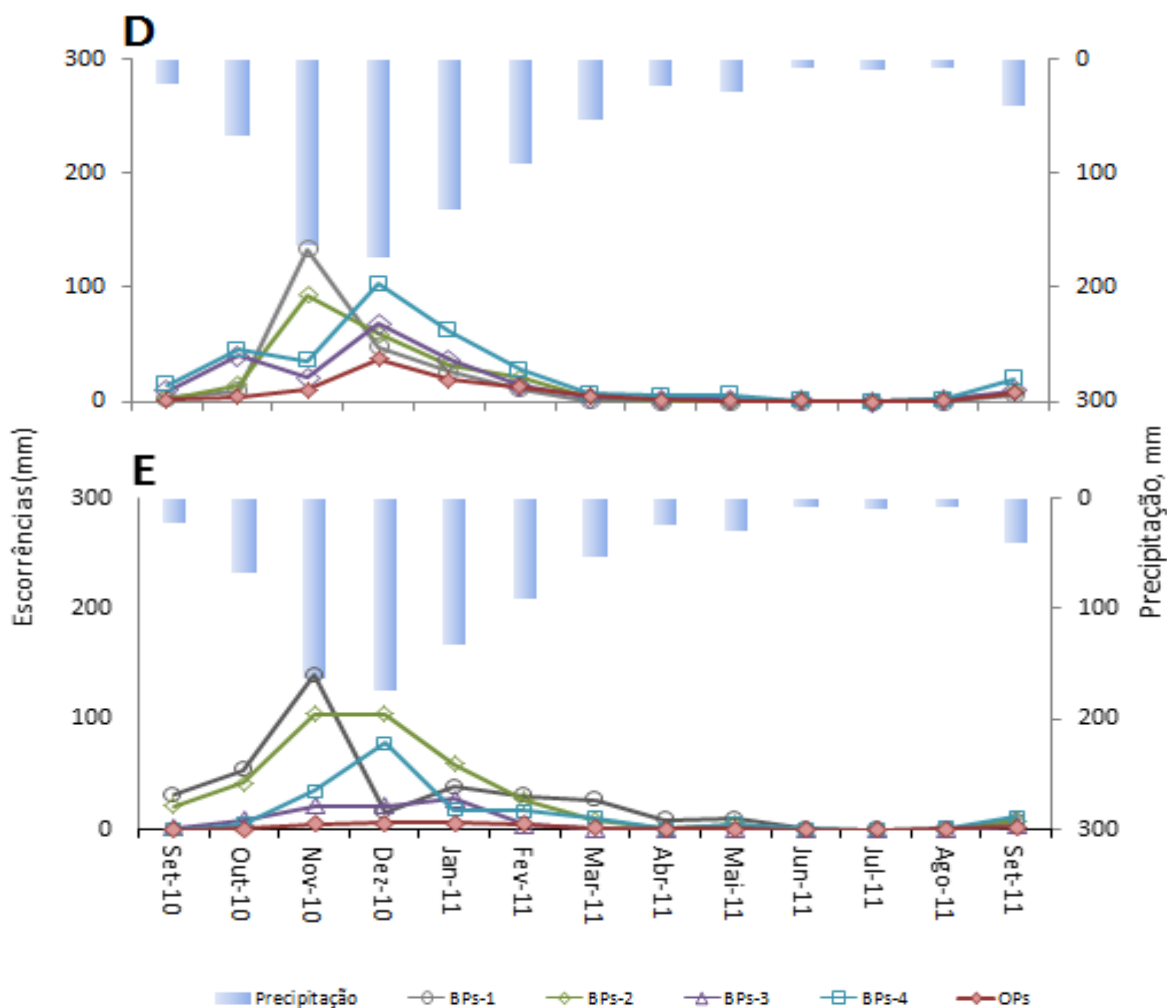 D
300 0
200 100
100 200
0 300
Escorrências(mm)
Precipitação, mm
E
300 0
200 100
100 200
0 300
Set-10
Out-10
Nov-10
Dez-10
Jan-11
Fev-11
Mar-11
Abr-11
Mai-11
Jun-11
Jul-11
Ago-11
Set-11
Precipitação BPs-1 BPs-2 BPs-3 BPs-4 OPs